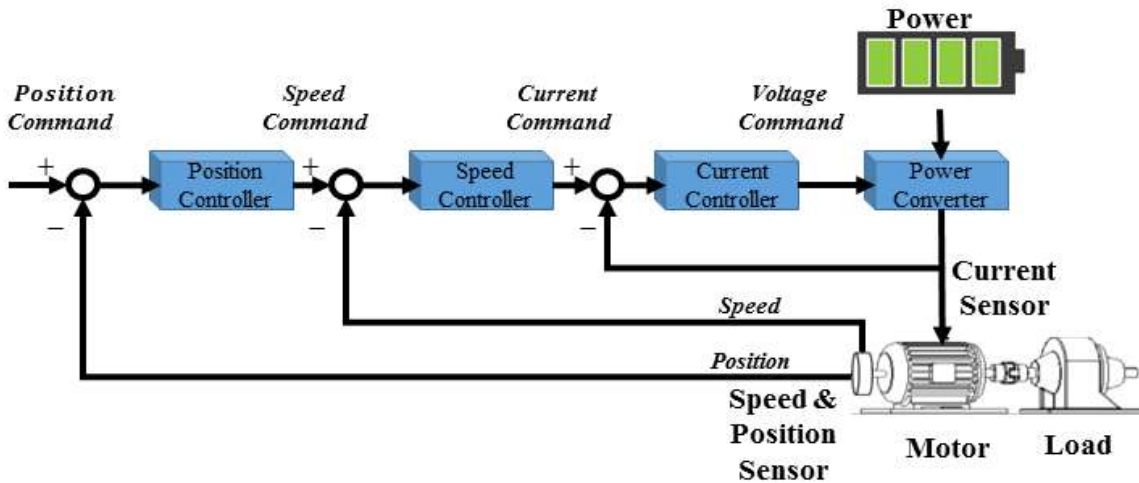 Power
Position
Command
Speed
Command
Current
Command
Voltage
Command
+
+
+
Position
Controller
Speed
Controller
Current
Controller
Power
Converter
−
−
−
Current
Sensor
Speed
Position
Speed &
Position
Sensor
Motor
Load